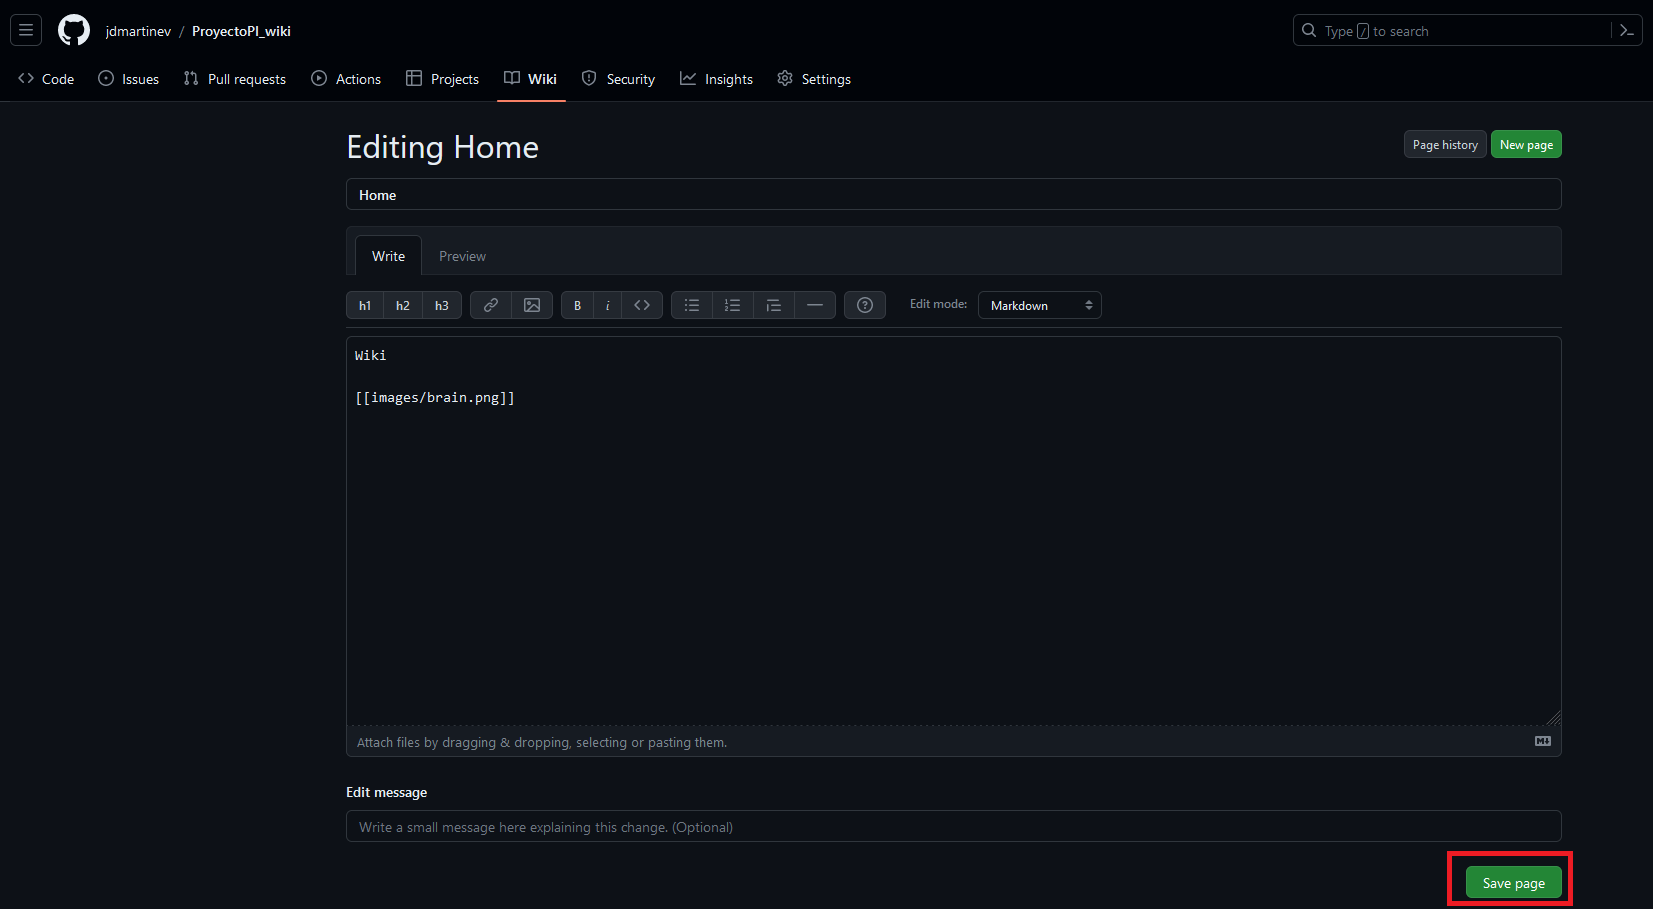 jdmartinev / ProyectoPI_wiki
Type / to search
Code Issues Pull requests Actions Projects Wiki Security Insights Settings
Editing Home
Page history New page
Home
Write Preview
h1 h2 h3 B i Edit mode: Markdown
Wiki
[[images/brain.png]]
Attach files by dragging & dropping, selecting or pasting them.
Edit message
Write a small message here explaining this change. (Optional)
Save page